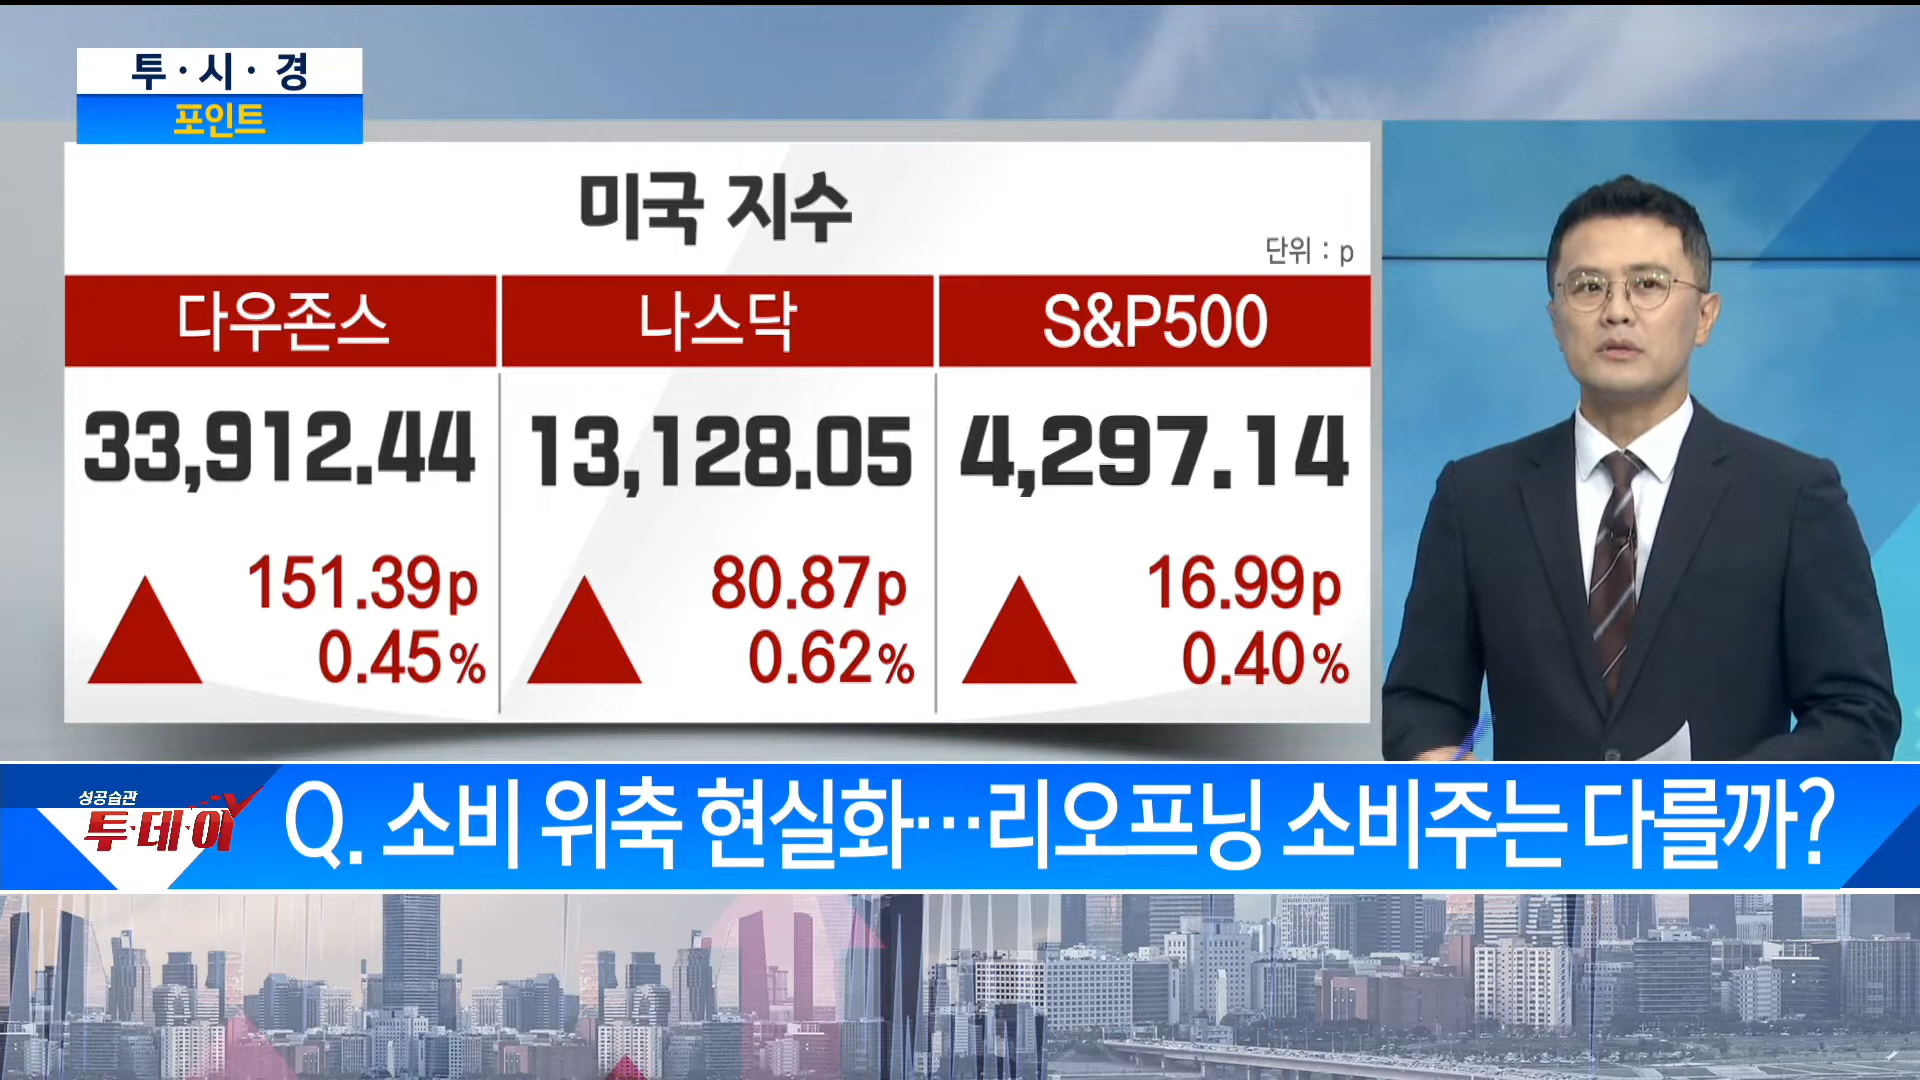 투·시·경
포인트
미국 지수
단위 : p
다우존스
나스닥
S&P500
33,912.44
13,128.05
4,297.14
151.39p
0.45%
80.87p
0.62%
16.99p
0.40%
성공습관
투·데이
Q. 소비 위축 현실화…리오프닝 소비주는 다를까?